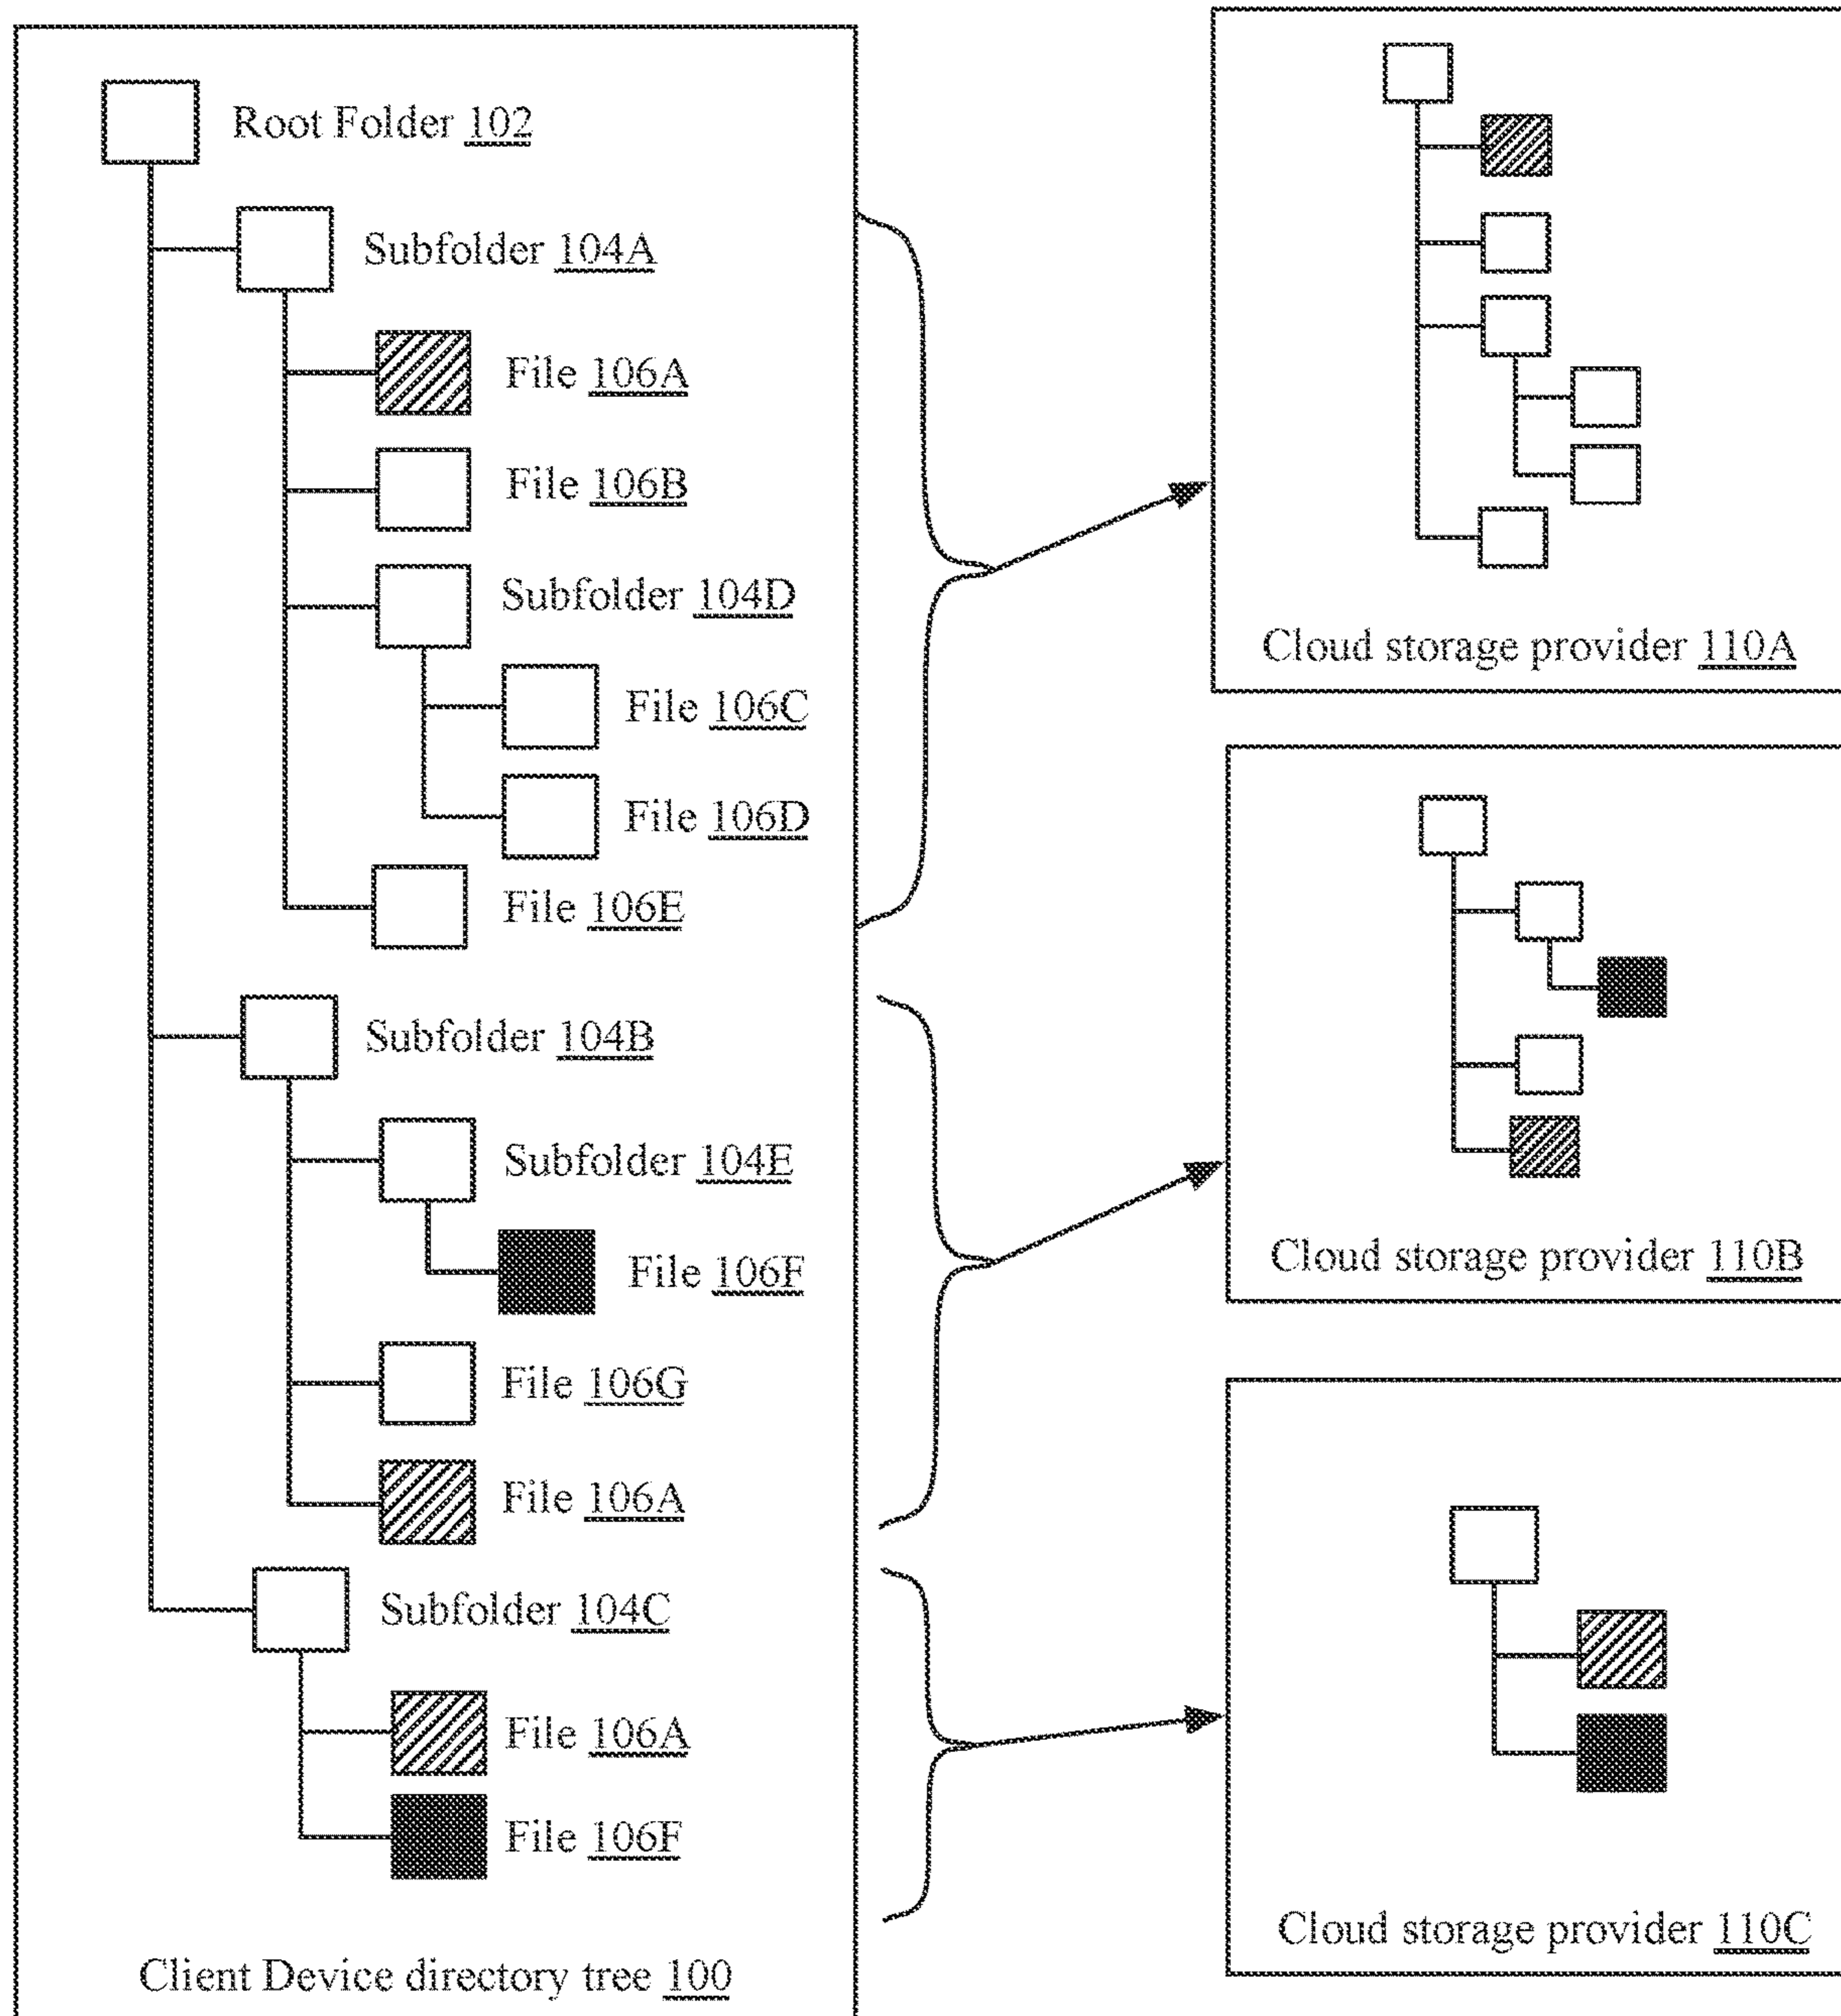 Root Folder 102
Subfolder 104A
File 106A
File 106B
Subfolder 104D
File 106C
File 106D
File 106E
Subfolder 104B
Subfolder 104E
File 106F
File 106G
File 106A
Subfolder 104C
File 106A
File 106F
Client Device directory tree 100
Cloud storage provider 110A
Cloud storage provider 110B
Cloud storage provider 110C